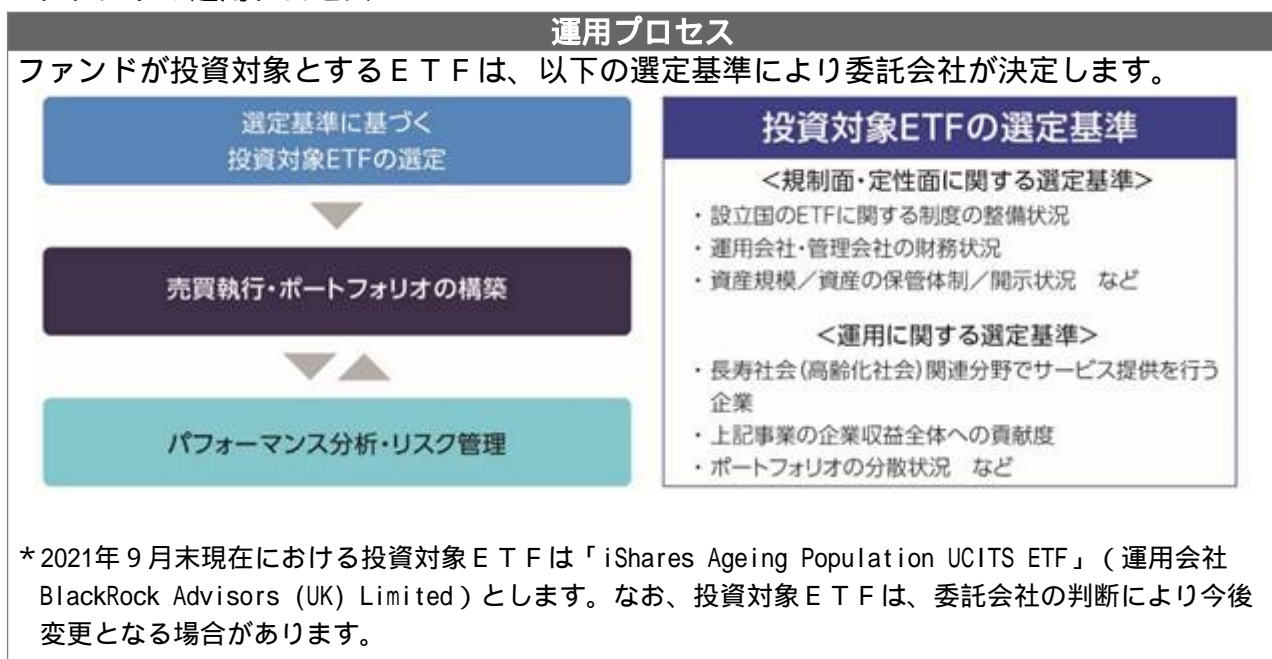 運用プロセス
ファンドが投資対象とするＥＴＦは、以下の選定基準により委託会社が決定します。
選定基準に基づく
投資対象ETFの選定
売買執行・ポートフォリオの構築
パフォーマンス分析・リスク管理
投資対象ETFの選定基準
＜規制面・定性面に関する選定基準＞
・設立国のETFに関する制度の整備状況
・運用会社・管理会社の財務状況
・資産規模／資産の保管体制／開示状況　など
＜運用に関する選定基準＞
・長寿社会(高齢化社会)関連分野でサービス提供を行う
企業
・上記事業の企業収益全体への貢献度
・ポートフォリオの分散状況　など
＊2021年９月末現在における投資対象ＥＴＦは「iShares Ageing Population UCITS ETF」（運用会社
BlackRock Advisors (UK) Limited）とします。なお、投資対象ＥＴＦは、委託会社の判断により今後
変更となる場合があります。